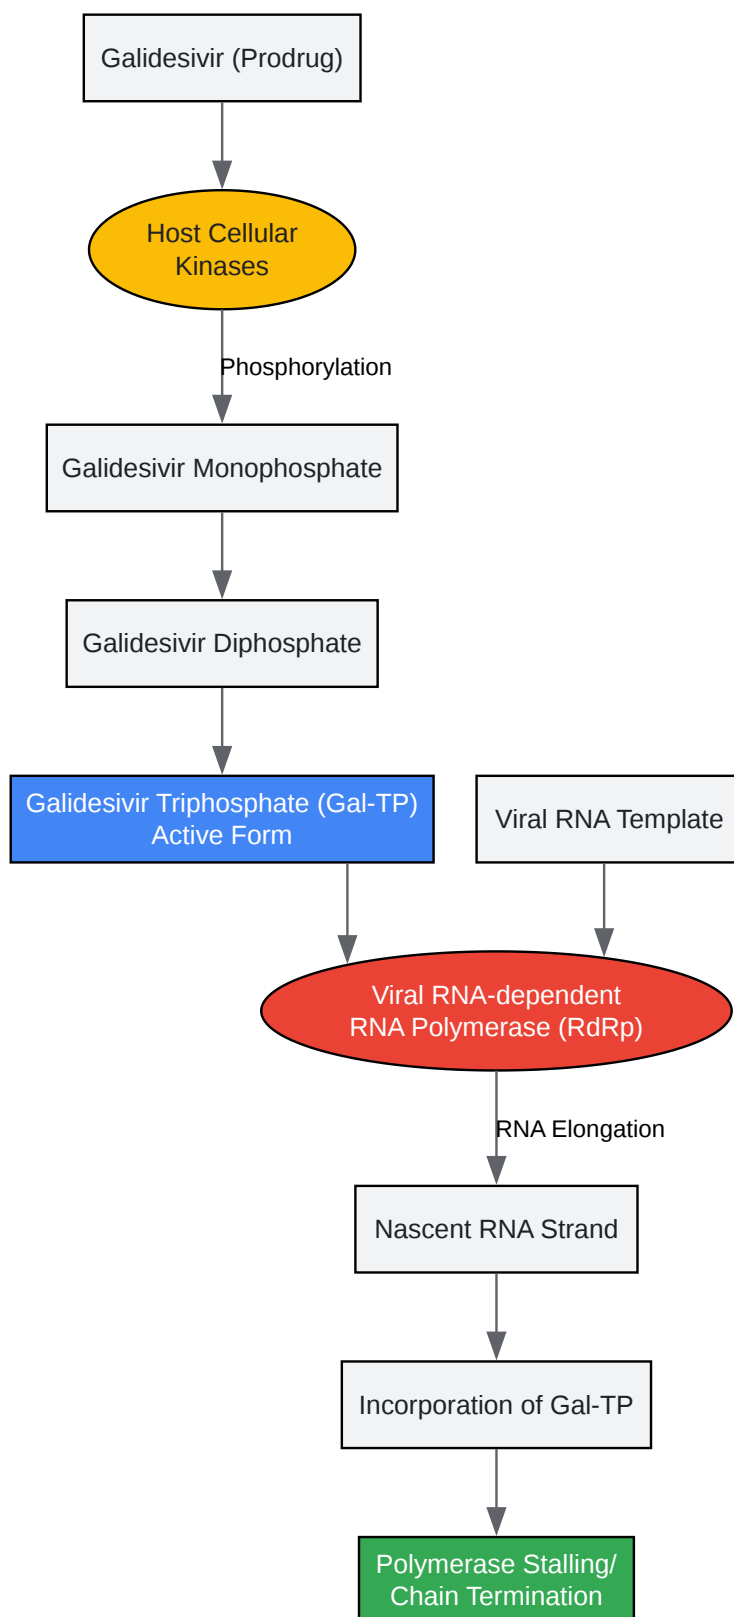 Galidesivir (Prodrug)
Host Cellular
Kinases
Phosphorylation
Galidesivir Monophosphate
Galidesivir Diphosphate
Galidesivir Triphosphate (Gal-TP)
Active Form
Viral RNA Template
Viral RNA-dependent
RNA Polymerase (RdRp)
RNA Elongation
Nascent RNA Strand
Incorporation of Gal-TP
Polymerase Stalling/
Chain Termination